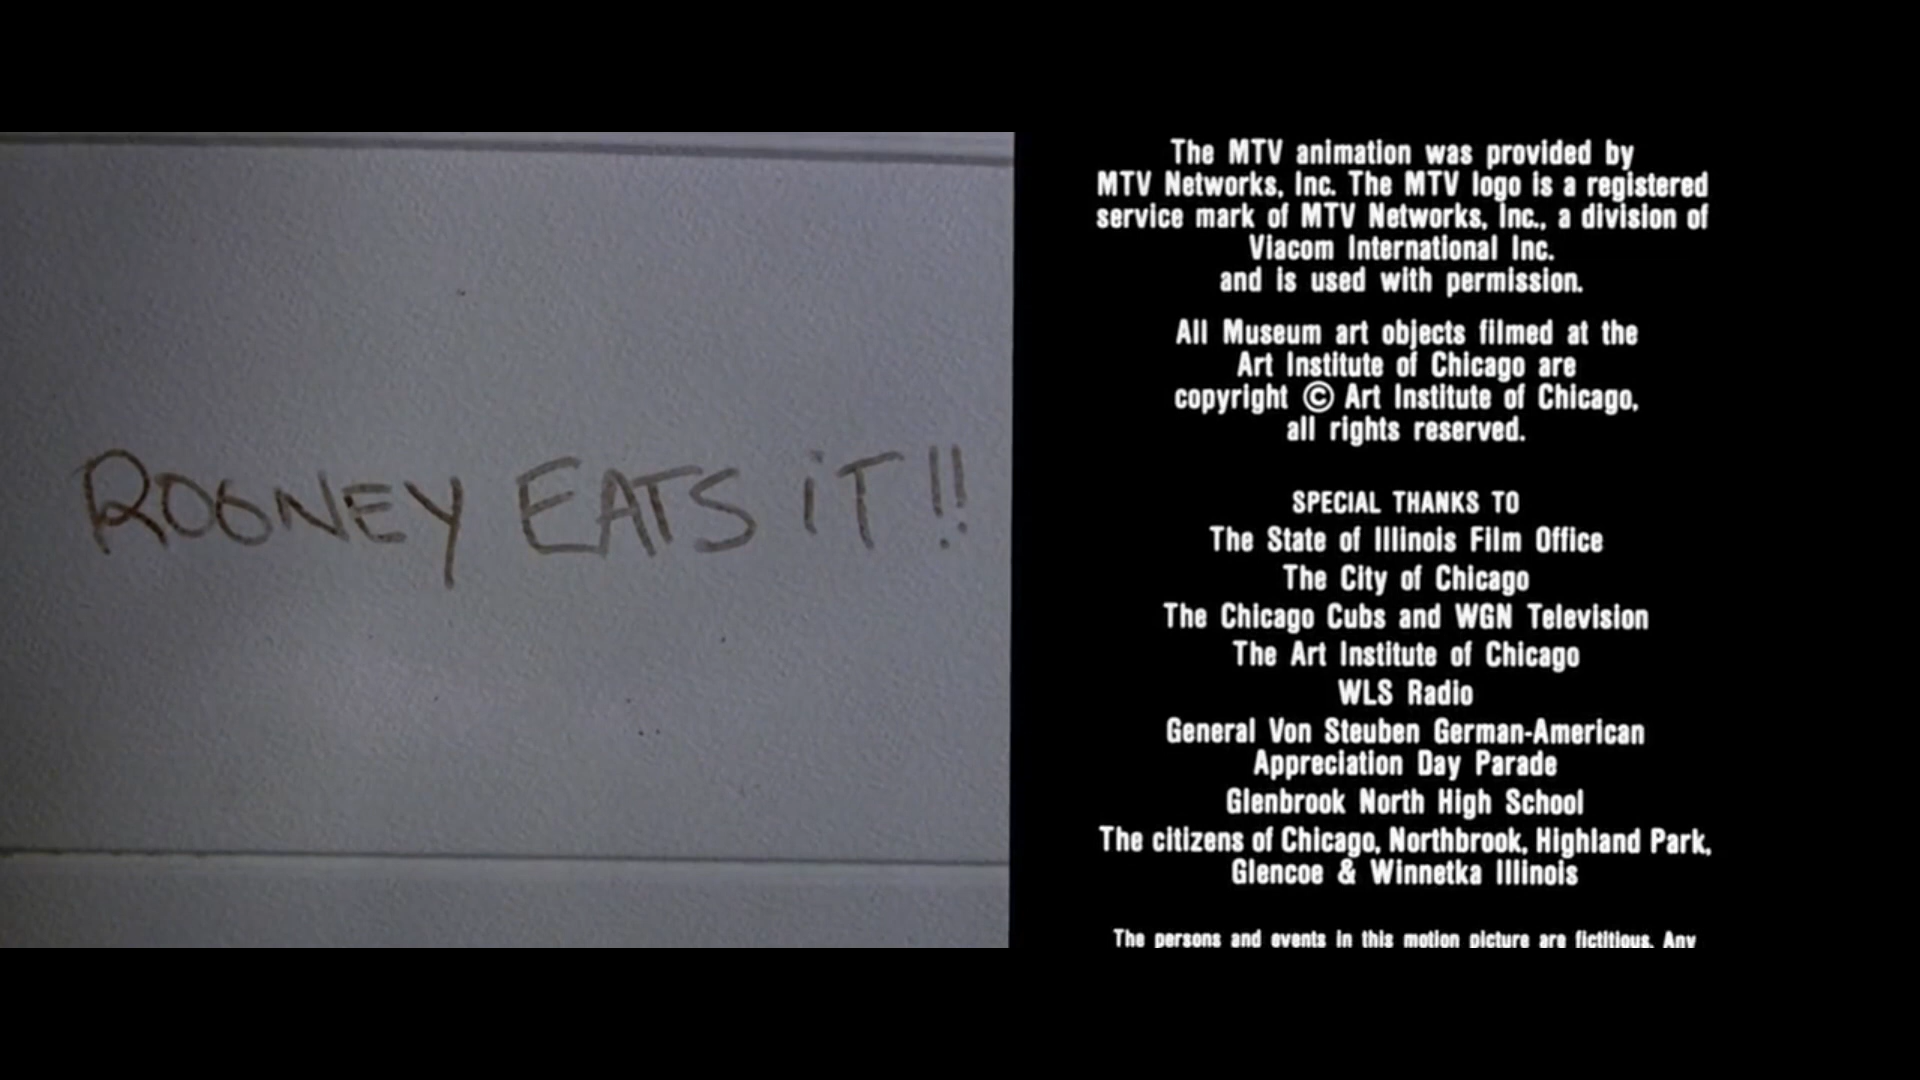 ROONEY EATS iT!!
The MTV animation was provided by
MTV Networks, Inc. The MTV logo is a registered
service mark of MTV Networks, Inc., a division of
Viacom International Inc.
and is used with permission.
All Museum art objects filmed at the
Art Institute of Chicago are
copyright © Art Institute of Chicago,
all rights reserved.
SPECIAL THANKS TO
The State of Illinois Film Office
The City of Chicago
The Chicago Cubs and WGN Television
The Art Institute of Chicago
WLS Radio
General Von Steuben German-American
Appreciation Day Parade
Glenbrook North High School
The citizens of Chicago, Northbrook, Highland Park,
Glencoe & Winnetka Illinois
The persons and events in this motion picture are fictitious. Any